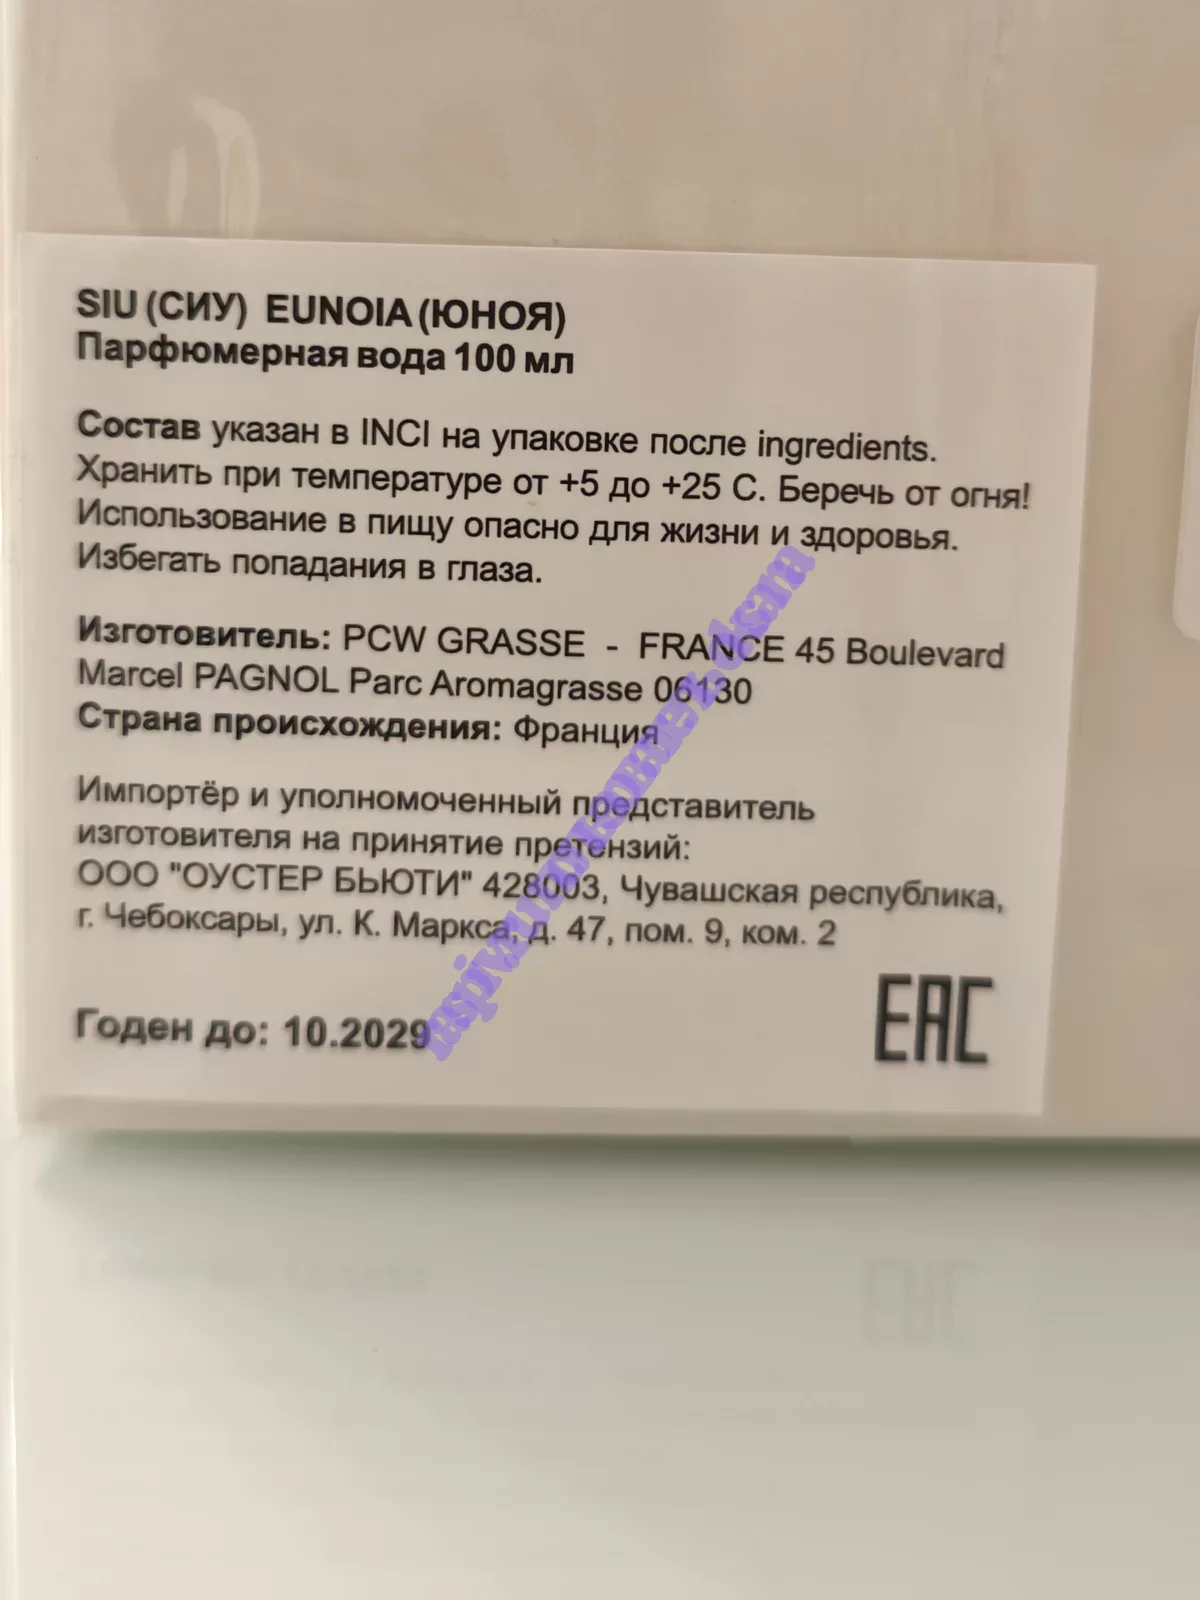 SIU (СИУ) EUNOIA (ЮНОЯ)
Парфюмерная вода 100 мл
Состав указан в INCI на упаковке после ingredients.
Хранить при температуре от +5 до +25 С. Беречь от огня!
Использование в пищу опасно для жизни и здоровья.
Избегать попадания в глаза.
Изготовитель: PCW GRASSE - FRANCE 45 Boulevard
Marcel PAGNOL Parc Aromagrasse 06130
Страна происхождения: Франция
Импортёр и уполномоченный представитель
изготовителя на принятие претензий:
ООО "ОУСТЕР БЬЮТИ" 428003, Чувашская республика,
г. Чебоксары, ул. К. Маркса, д. 47, пом. 9, ком. 2
Годен до: 10.2029
EAC